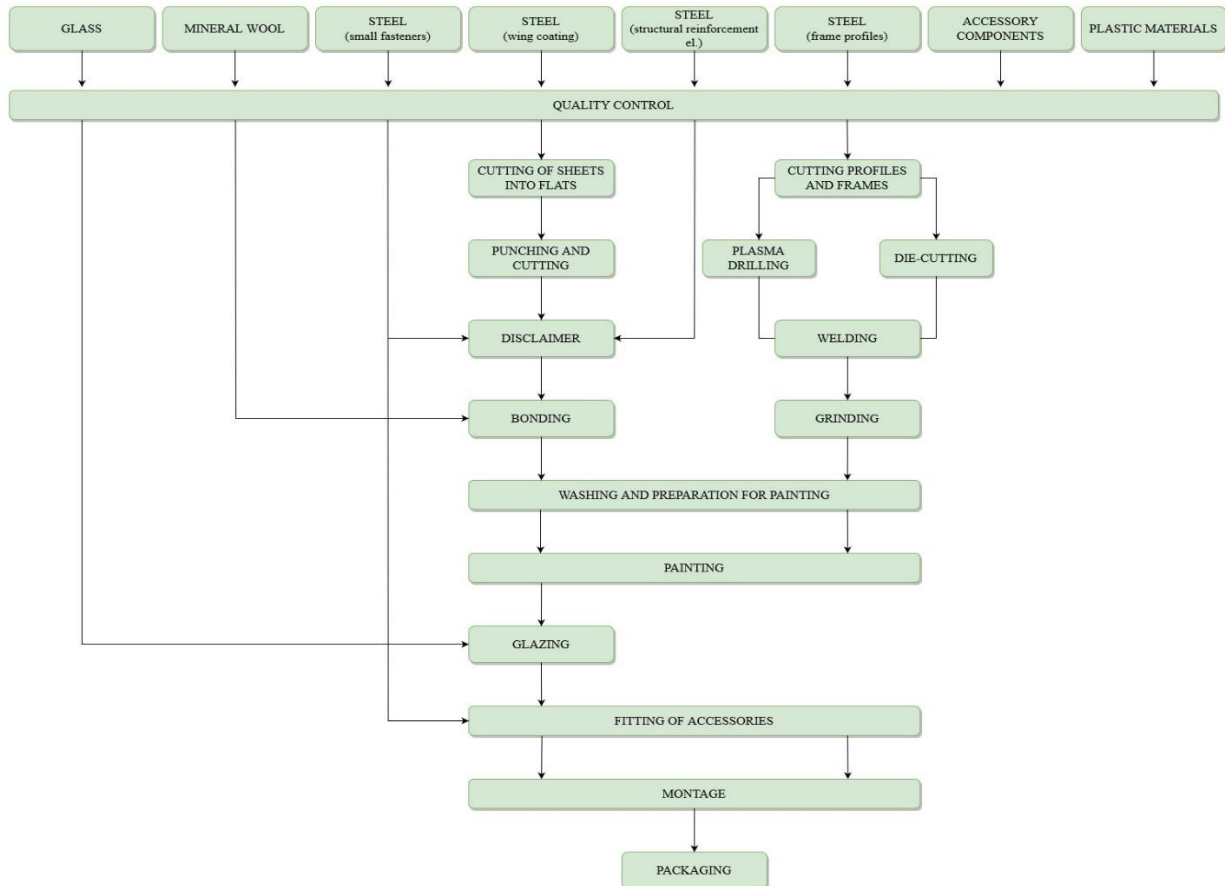 GLASS
MINERAL WOOL
STEEL
(small fasteners)
STEEL
(wing coating)
STEEL
(structural reinforcement
el.)
STEEL
(frame profiles)
ACCESSORY
COMPONENTS
PLASTIC MATERIALS
QUALITY CONTROL
CUTTING OF SHEETS
INTO FLATS
CUTTING PROFILES
AND FRAMES
PUNCHING AND
CUTTING
PLASMA
DRILLING
DIE-CUTTING
DISCLAIMER
WELDING
BONDING
GRINDING
WASHING AND PREPARATION FOR PAINTING
PAINTING
GLAZING
FITTING OF ACCESSORIES
MONTAGE
PACKAGING